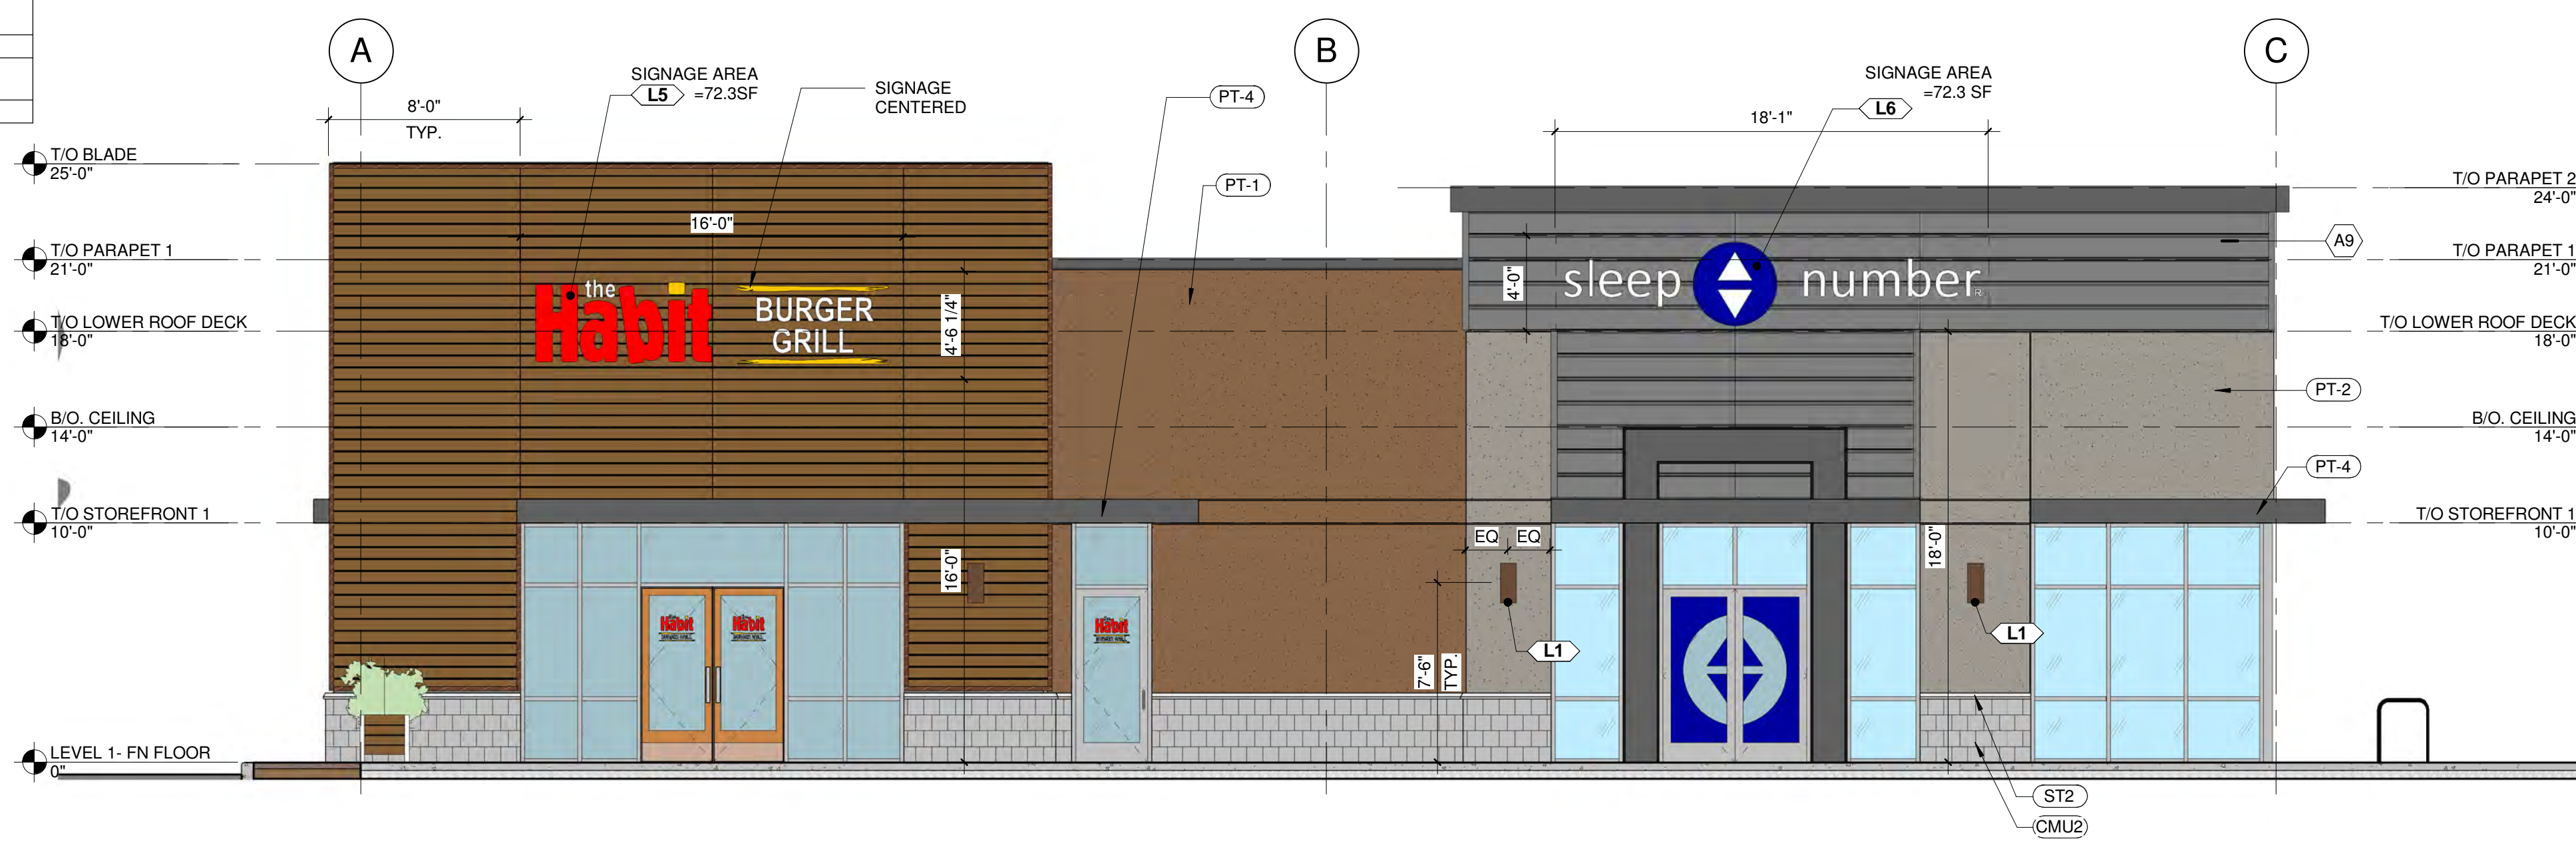 A
B
C
SIGNAGE AREA
L5 =72.3SF
SIGNAGE
CENTERED
PT-4
PT-1
SIGNAGE AREA
=72.3 SF
L6
8'-0"
TYP.
18'-1"
T/O BLADE
25'-0"
T/O PARAPET 1
21'-0"
T/O LOWER ROOF DECK
18'-0"
B/O. CEILING
14'-0"
T/O STOREFRONT 1
10'-0"
LEVEL 1- FN FLOOR
0"
16'-0"
the
Habit
BURGER
GRILL
4'-6 1/4"
16'-0"
Habit
Habit
Habit
4'-0"
sleep number
R
EQ EQ
7'-6"
TYP.
L1
18'-0"
L1
T/O PARAPET 2
24'-0"
A9
T/O PARAPET 1
21'-0"
T/O LOWER ROOF DECK
18'-0"
PT-2
B/O. CEILING
14'-0"
PT-4
T/O STOREFRONT 1
10'-0"
ST2
CMU2